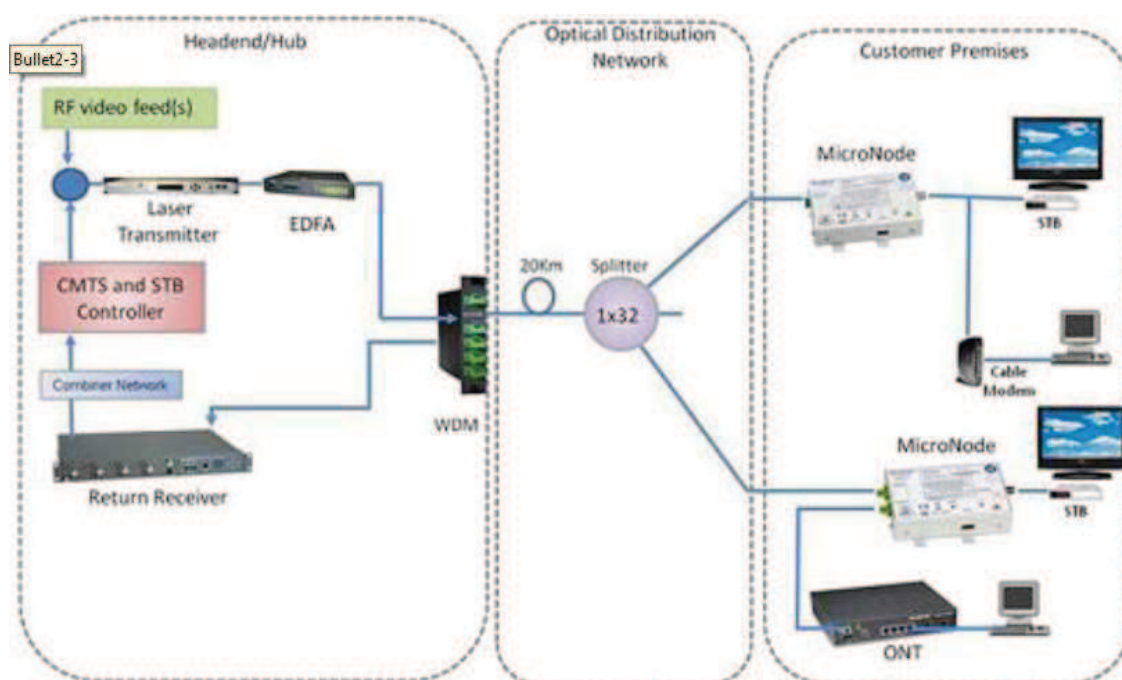 Headend/Hub
Bullet2-3
RF video feed(s)
Laser
Transmitter
EDFA
CMTS and STB
Controller
Combiner Network
Return Receiver
WDM
Optical Distribution
Network
20Km
Splitter
1x32
Customer Premises
MicroNode
STB
Cable
Modem
MicroNode
STB
ONT